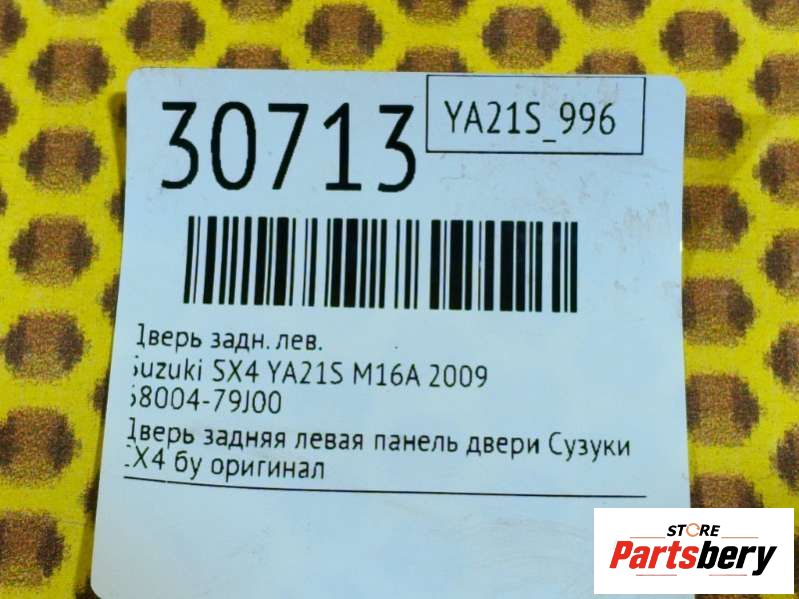 30713
YA21S_996
Дверь задн. лев.
Suzuki SX4 YA21S M16A 2009
68004-79J00
Дверь задняя левая панель двери Сузуки
SX4 бу оригинал
STORE
Partsbery